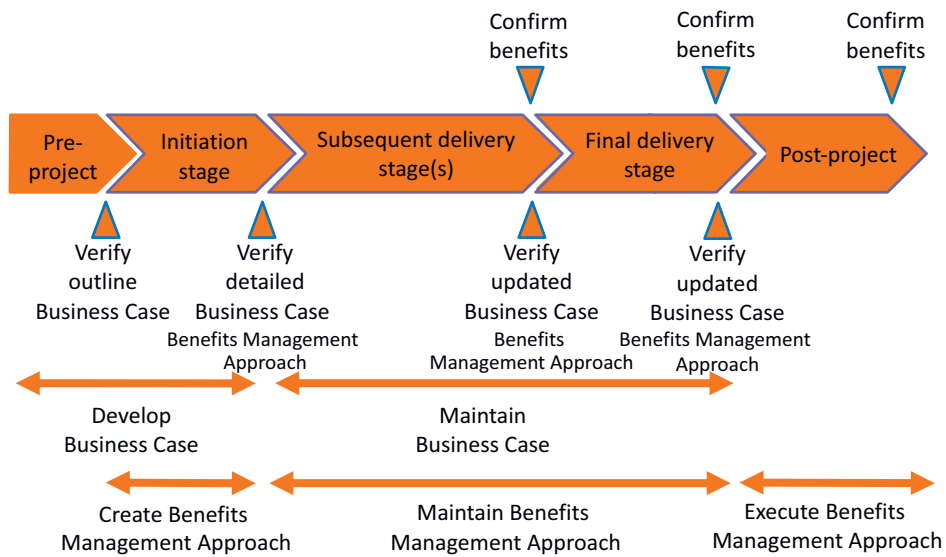 Confirm
benefits
Confirm
benefits
Confirm
benefits
Pre-
project
Initiation
stage
Subsequent delivery
stage(s)
Final delivery
stage
Post-project
Verify
outline
Business Case
Verify
detailed
Business Case
Benefits Management
Approach
Verify
updated
Business Case
Benefits
Management Approach
Verify
updated
Business Case
Benefits Management
Approach
Develop
Business Case
Maintain
Business Case
Create Benefits
Management Approach
Maintain Benefits
Management Approach
Execute Benefits
Management Approach